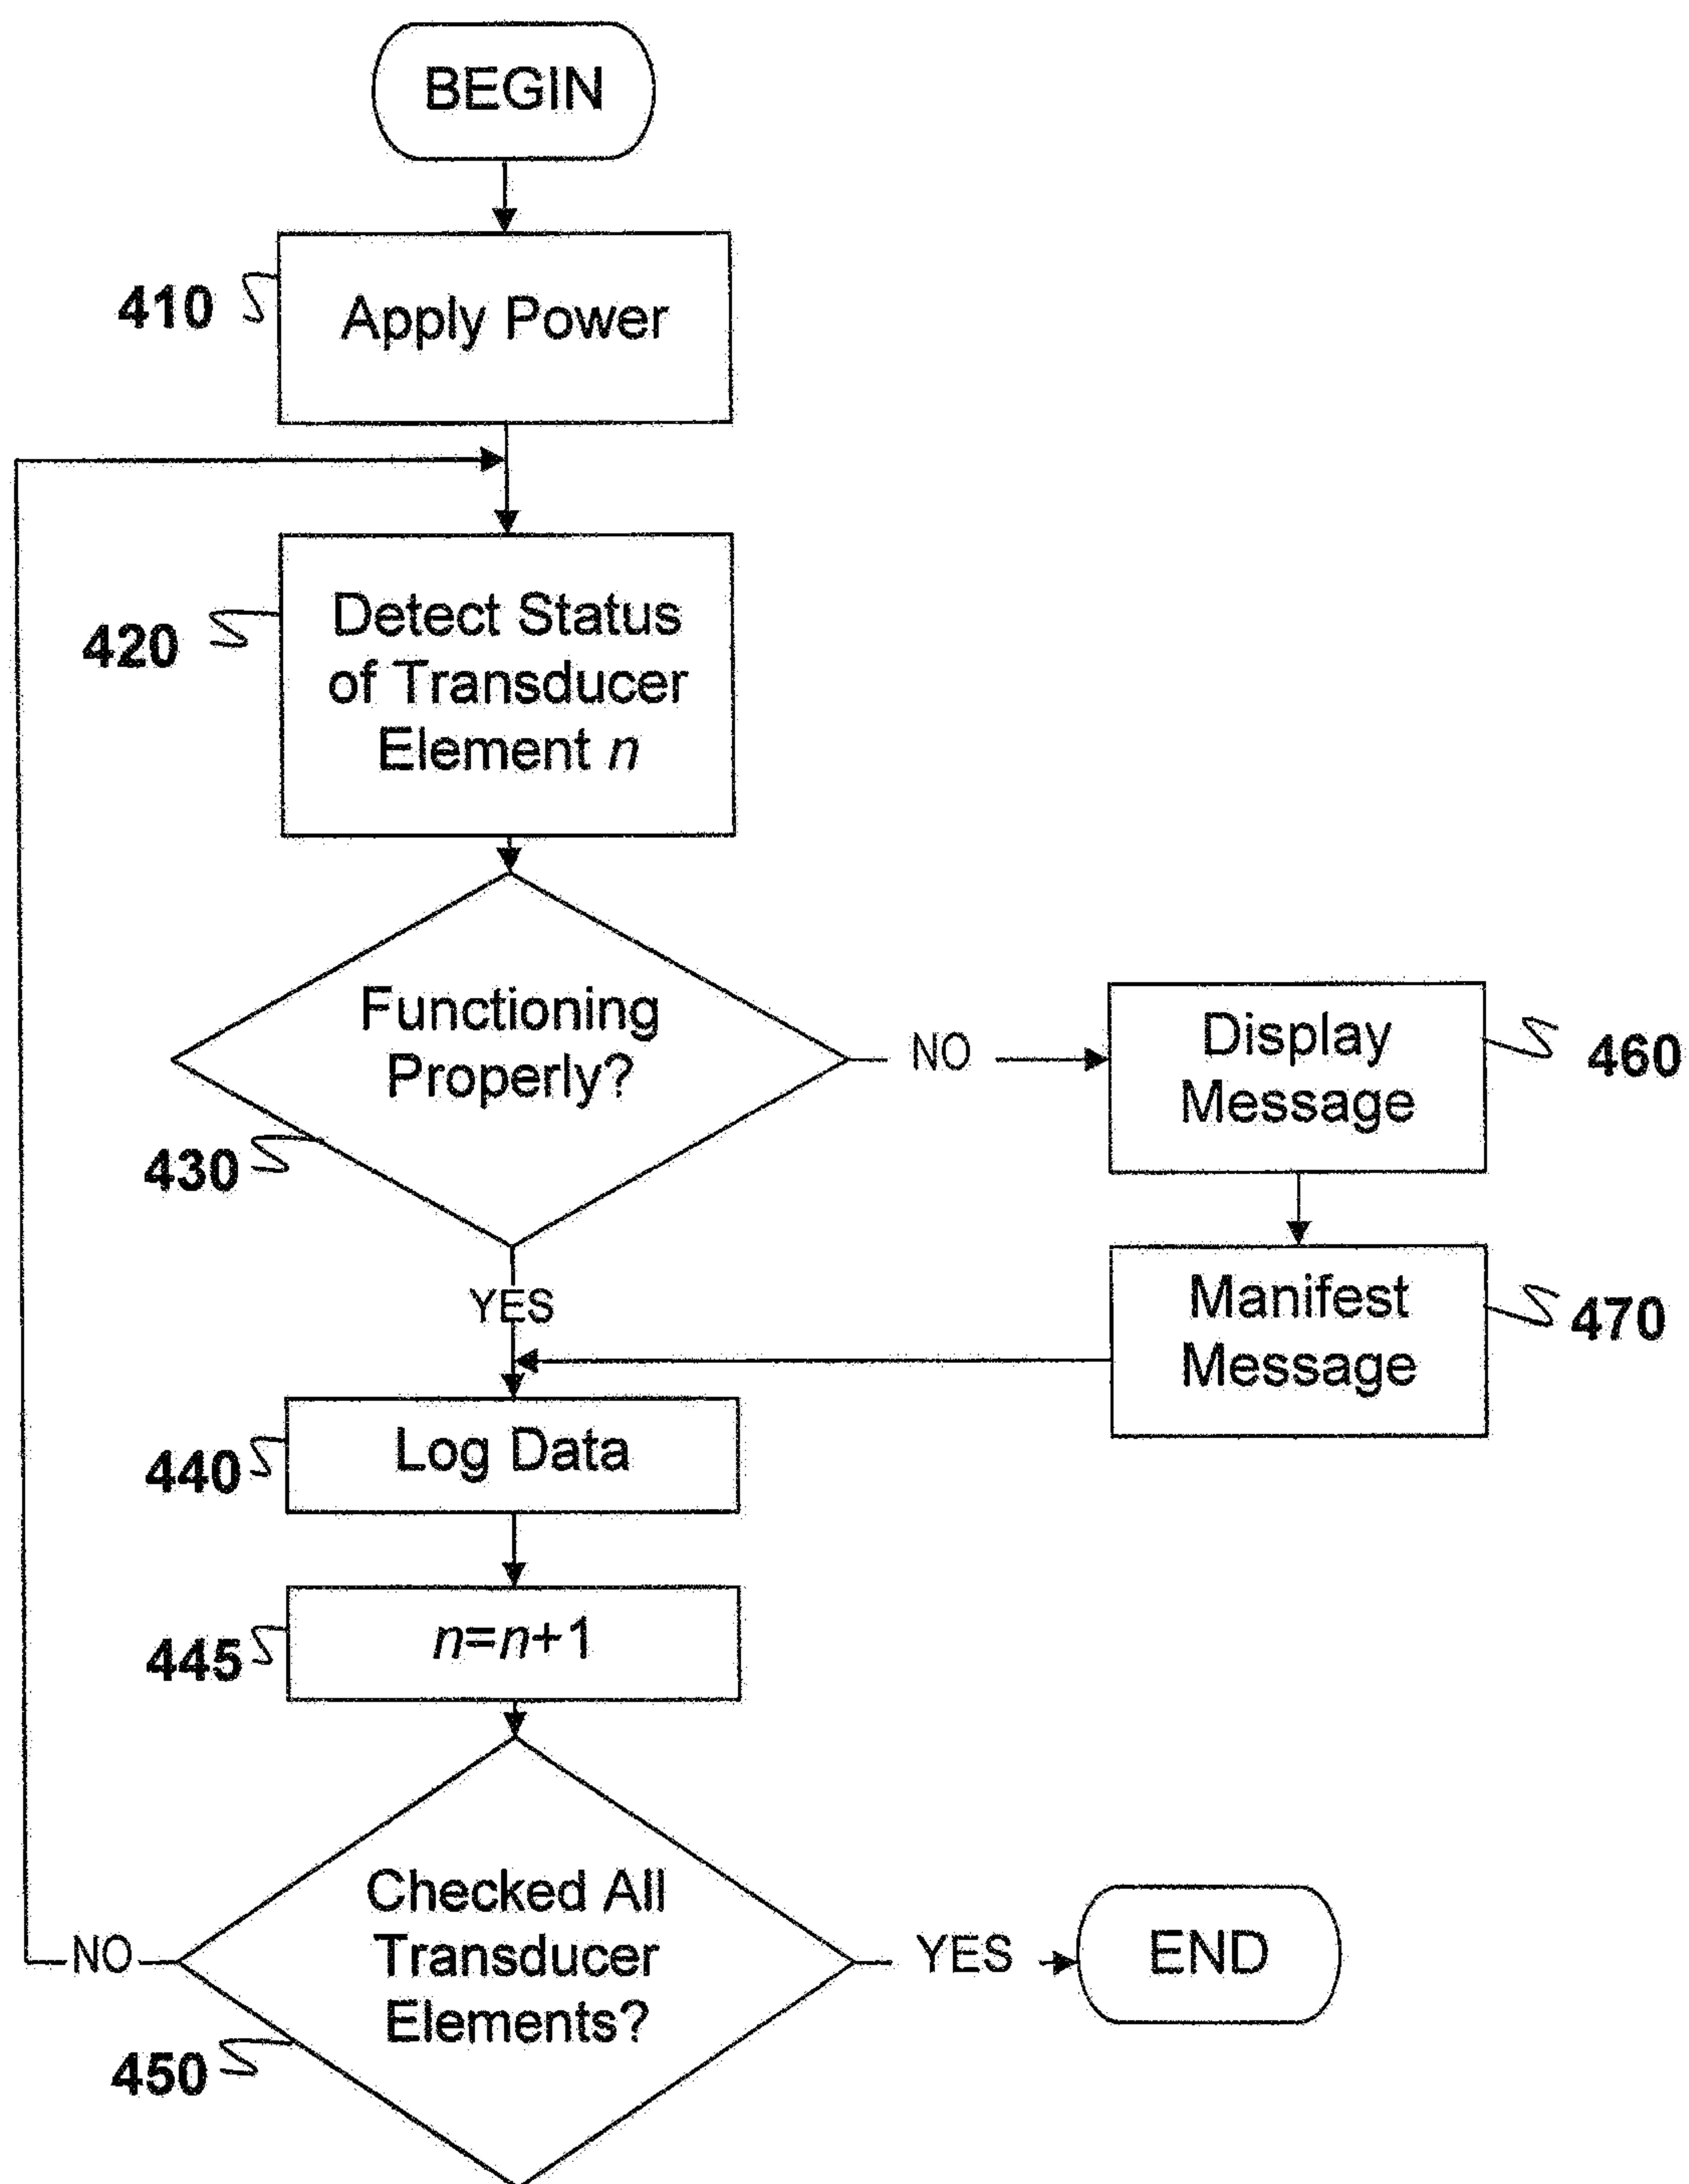 BEGIN
410
Apply Power
420
Detect Status
of Transducer
Element n
Functioning
Properly?
430
NO
Display
Message
460
Manifest
Message
470
YES
Log Data
440
n=n+1
445
Checked All
Transducer
Elements?
450
NO
YES
END